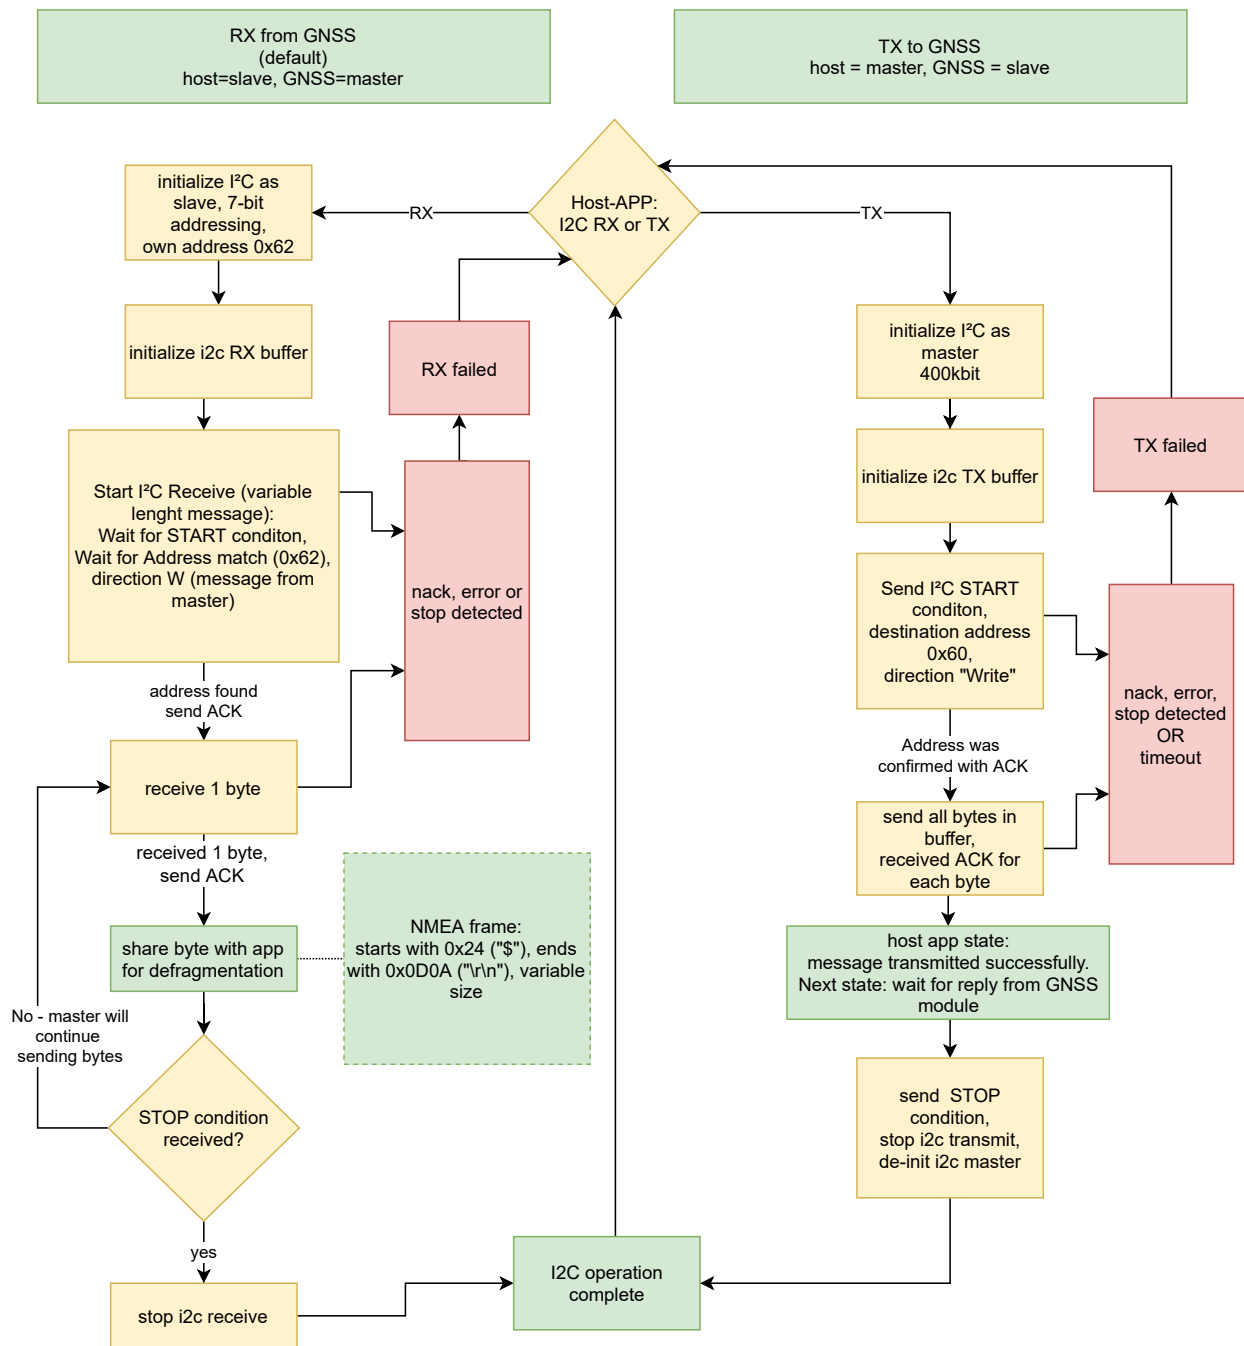 RX from GNSS
(default)
host=slave, GNSS=master
TX to GNSS
host = master, GNSS = slave
Host-APP:
I2C RX or TX
RX
TX
initialize I²C as
slave, 7-bit
addressing,
own address 0x62
initialize i2c RX buffer
RX failed
Start I²C Receive (variable
lenght message):
Wait for START conditon,
Wait for Address match (0x62),
direction W (message from
master)
nack, error or
stop detected
address found
send ACK
receive 1 byte
received 1 byte,
send ACK
share byte with app
for defragmentation
NMEA frame:
starts with 0x24 ("$"), ends
with 0x0D0A ("\r\n"), variable
size
No - master will
continue
sending bytes
STOP condition
received?
yes
stop i2c receive
I2C operation
complete
initialize I²C as
master
400kbit
initialize i2c TX buffer
TX failed
Send I²C START
conditon,
destination address
0x60,
direction "Write"
nack, error,
stop detected
OR
timeout
Address was
confirmed with ACK
send all bytes in
buffer,
received ACK for
each byte
host app state:
message transmitted successfully.
Next state: wait for reply from GNSS
module
send  STOP
condition,
stop i2c transmit,
de-init i2c master